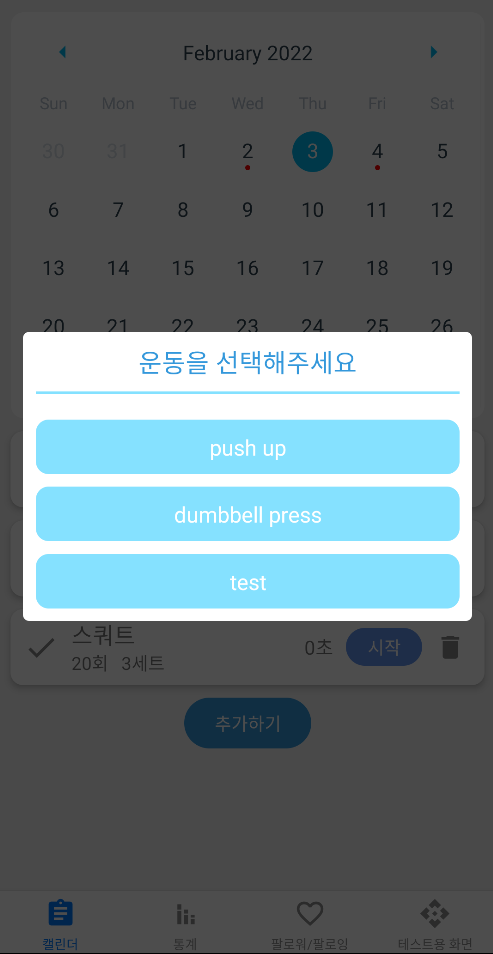 February 2022
Sun Mon Tue Wed Thu Fri Sat
30 31 1 2 3 4 5
6 7 8 9 10 11 12
13 14 15 16 17 18 19
20 21 22 23 24 25 26
운동을 선택해주세요
push up
dumbbell press
test
스쿼트
20회 3세트
0초
시작
추가하기
캘린더
통계
팔로워/팔로잉
테스트용 화면